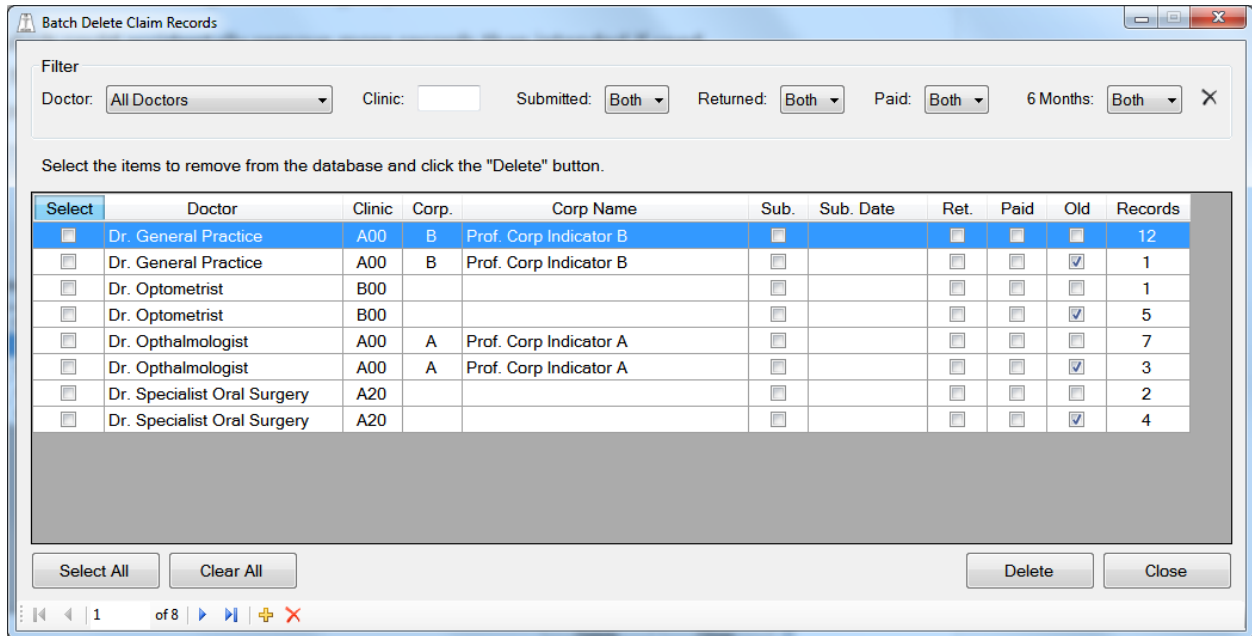 Batch Delete Claim Records
Filter
Doctor: All Doctors Clinic: Submitted: Both Returned: Both Paid: Both 6 Months: Both
Select the items to remove from the database and click the "Delete" button.
Select Doctor Clinic Corp. Corp Name Sub. Sub. Date Ret. Paid Old Records
Dr. General Practice A00 B Prof. Corp Indicator B 12
Dr. General Practice A00 B Prof. Corp Indicator B 1
Dr. Optometrist B00 1
Dr. Optometrist B00 5
Dr. Opthalmologist A00 A Prof. Corp Indicator A 7
Dr. Opthalmologist A00 A Prof. Corp Indicator A 3
Dr. Specialist Oral Surgery A20 2
Dr. Specialist Oral Surgery A20 4
Select All Clear All Delete Close
1 of 8